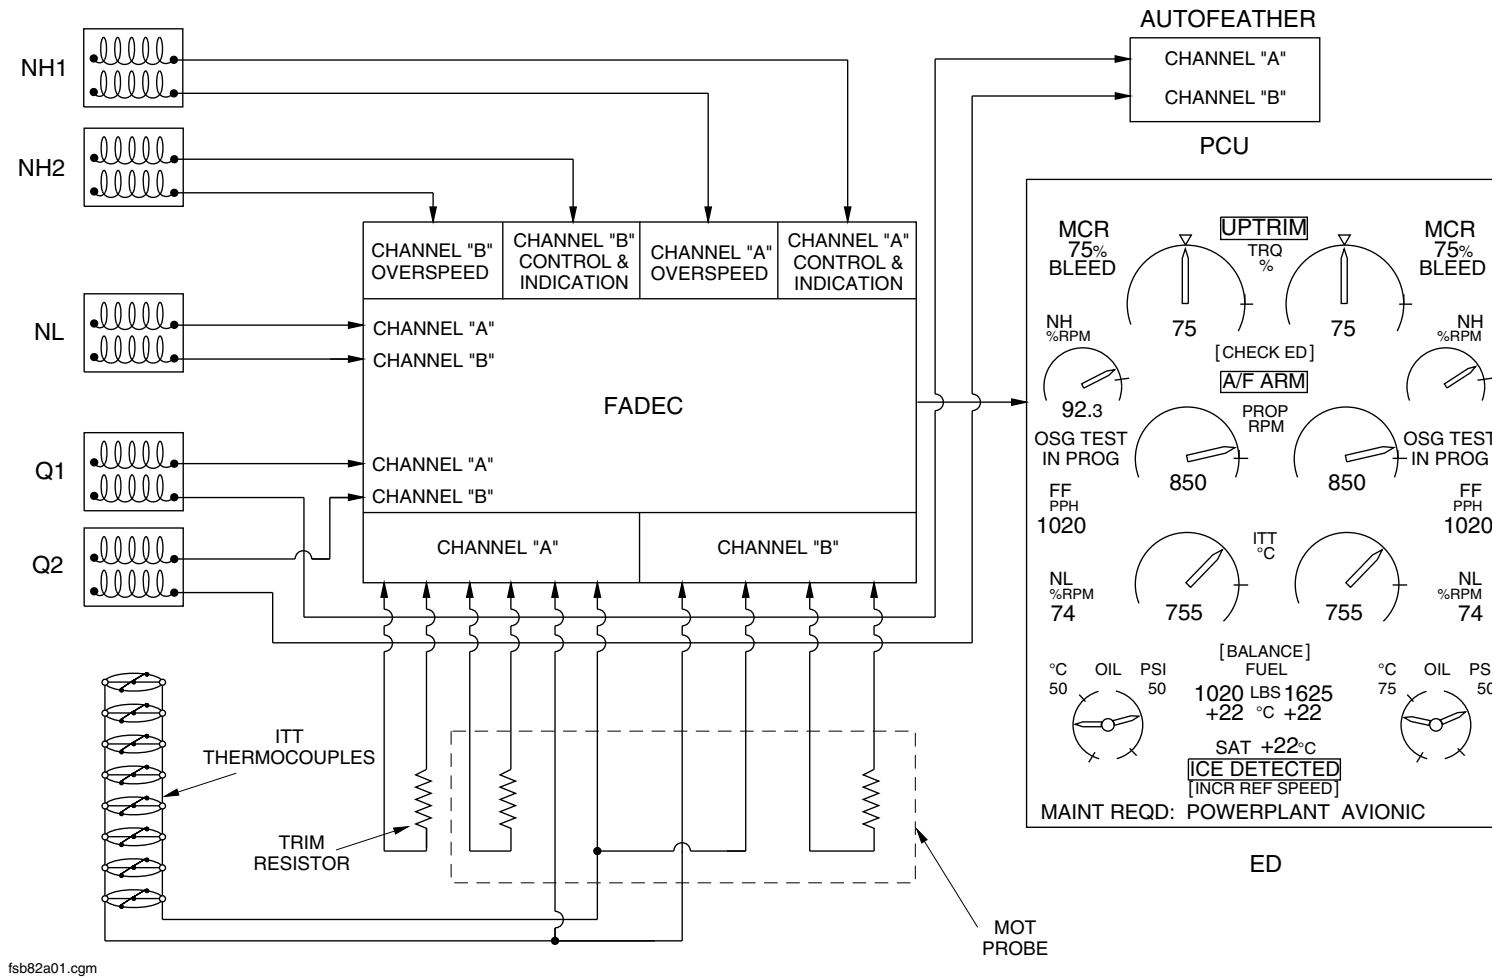 AUTOFEATHER
CHANNEL "A"
CHANNEL "B"
PCU
NH1
NH2
NL
Q1
Q2
CHANNEL "B"
OVERSPEED
CHANNEL "B"
CONTROL &
INDICATION
CHANNEL "A"
OVERSPEED
CHANNEL "A"
CONTROL &
INDICATION
CHANNEL "A"
CHANNEL "B"
FADEC
CHANNEL "A"
CHANNEL "B"
CHANNEL "A"
CHANNEL "B"
ITT
THERMOCOUPLES
TRIM
RESISTOR
MOT
PROBE
MCR
75%
BLEED
UPTRIM
TRQ
%
MCR
75%
BLEED
75
75
NH
%RPM
[CHECK ED]
NH
%RPM
A/F ARM
92.3
PROP
RPM
OSG TEST
IN PROG
OSG TEST
IN PROG
850
850
FF
PPH
1020
FF
PPH
1020
ITT
°C
NL
%RPM
74
NL
%RPM
74
755
755
[BALANCE]
FUEL
°C OIL PSI
50 50
1020 LBS 1625
+22 °C +22
°C OIL PS
75 50
SAT +22°C
ICE DETECTED
[INCR REF SPEED]
MAINT REQD: POWERPLANT AVIONIC
ED
fsb82a01.cgm